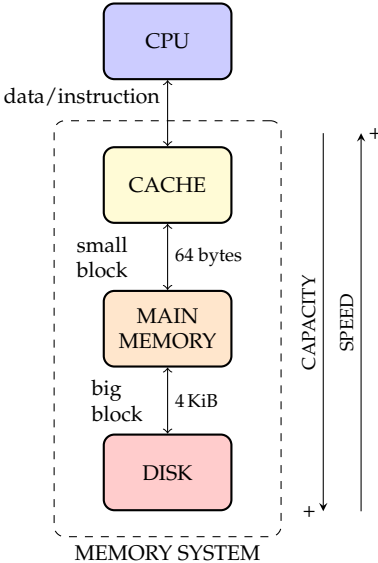 CPU
data/instruction
+
CACHE
small
block
64 bytes
MAIN
MEMORY
CAPACITY
SPEED
big
block
4 KiB
DISK
+
MEMORY SYSTEM